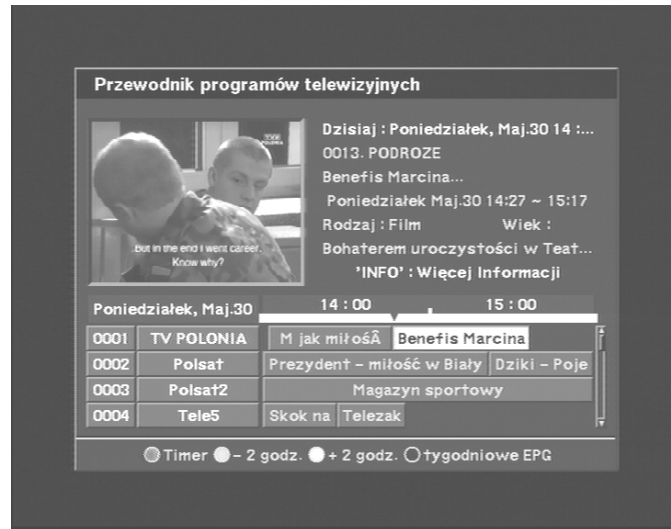 Przewodnik programów telewizyjnych
TVP
POLONIA
But in the end I went career.
Know why?
Dzisiaj : Poniedziałek, Maj.30 14 :...
0013. PODROZE
Benefis Marcina...
Poniedziałek Maj.30 14:27 ~ 15:17
Rodzaj : Film Wiek :
Bohaterem uroczystości w Teat...
'INFO' : Więcej Informacji
Poniedziałek, Maj.30 14 : 00 15 : 00
0001 TV POLONIA M jak miłośÂ Benefis Marcina
0002 Polsat Prezydent - miłość w Biały Dziki - Poje
0003 Polsat2 Magazyn sportowy
0004 Tele5 Skok na Telezak
Timer - 2 godz. + 2 godz. tygodniowe EPG